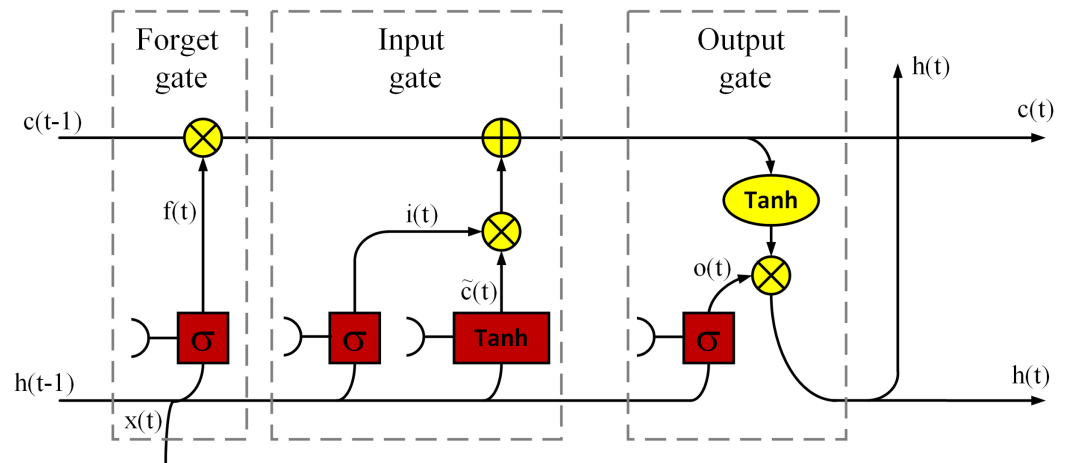 Forget
gate
Input
gate
Output
gate
h(t)
c(t-1)
c(t)
f(t)
i(t)
Tanh
c̃(t)
o(t)
σ
σ
Tanh
σ
h(t-1)
h(t)
x(t)